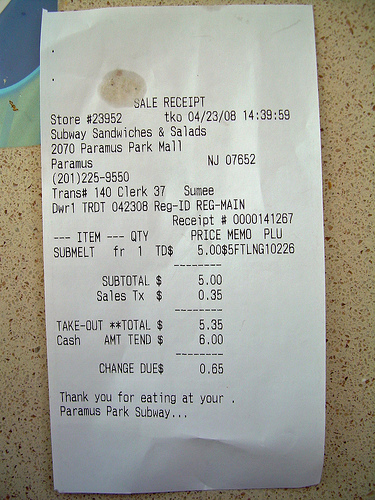 SALE RECEIPT
Store #23952 tko 04/23/08 14:39:59
Subway Sandwiches & Salads
2070 Paramus Park Mall
Paramus NJ 07652
(201)225-9550
Trans# 140 Clerk 37 Sumee
Dwr1 TRDT 042308 Reg-ID REG-MAIN
Receipt # 0000141267
--- ITEM --- QTY PRICE MEMO PLU
SUBMELT fr 1 TD$ 5.00$5FTLNG10226
--------
SUBTOTAL $ 5.00
Sales Tx $ 0.35
--------
TAKE-OUT **TOTAL $ 5.35
Cash AMT TEND $ 6.00
--------
CHANGE DUE$ 0.65
Thank you for eating at your .
Paramus Park Subway...